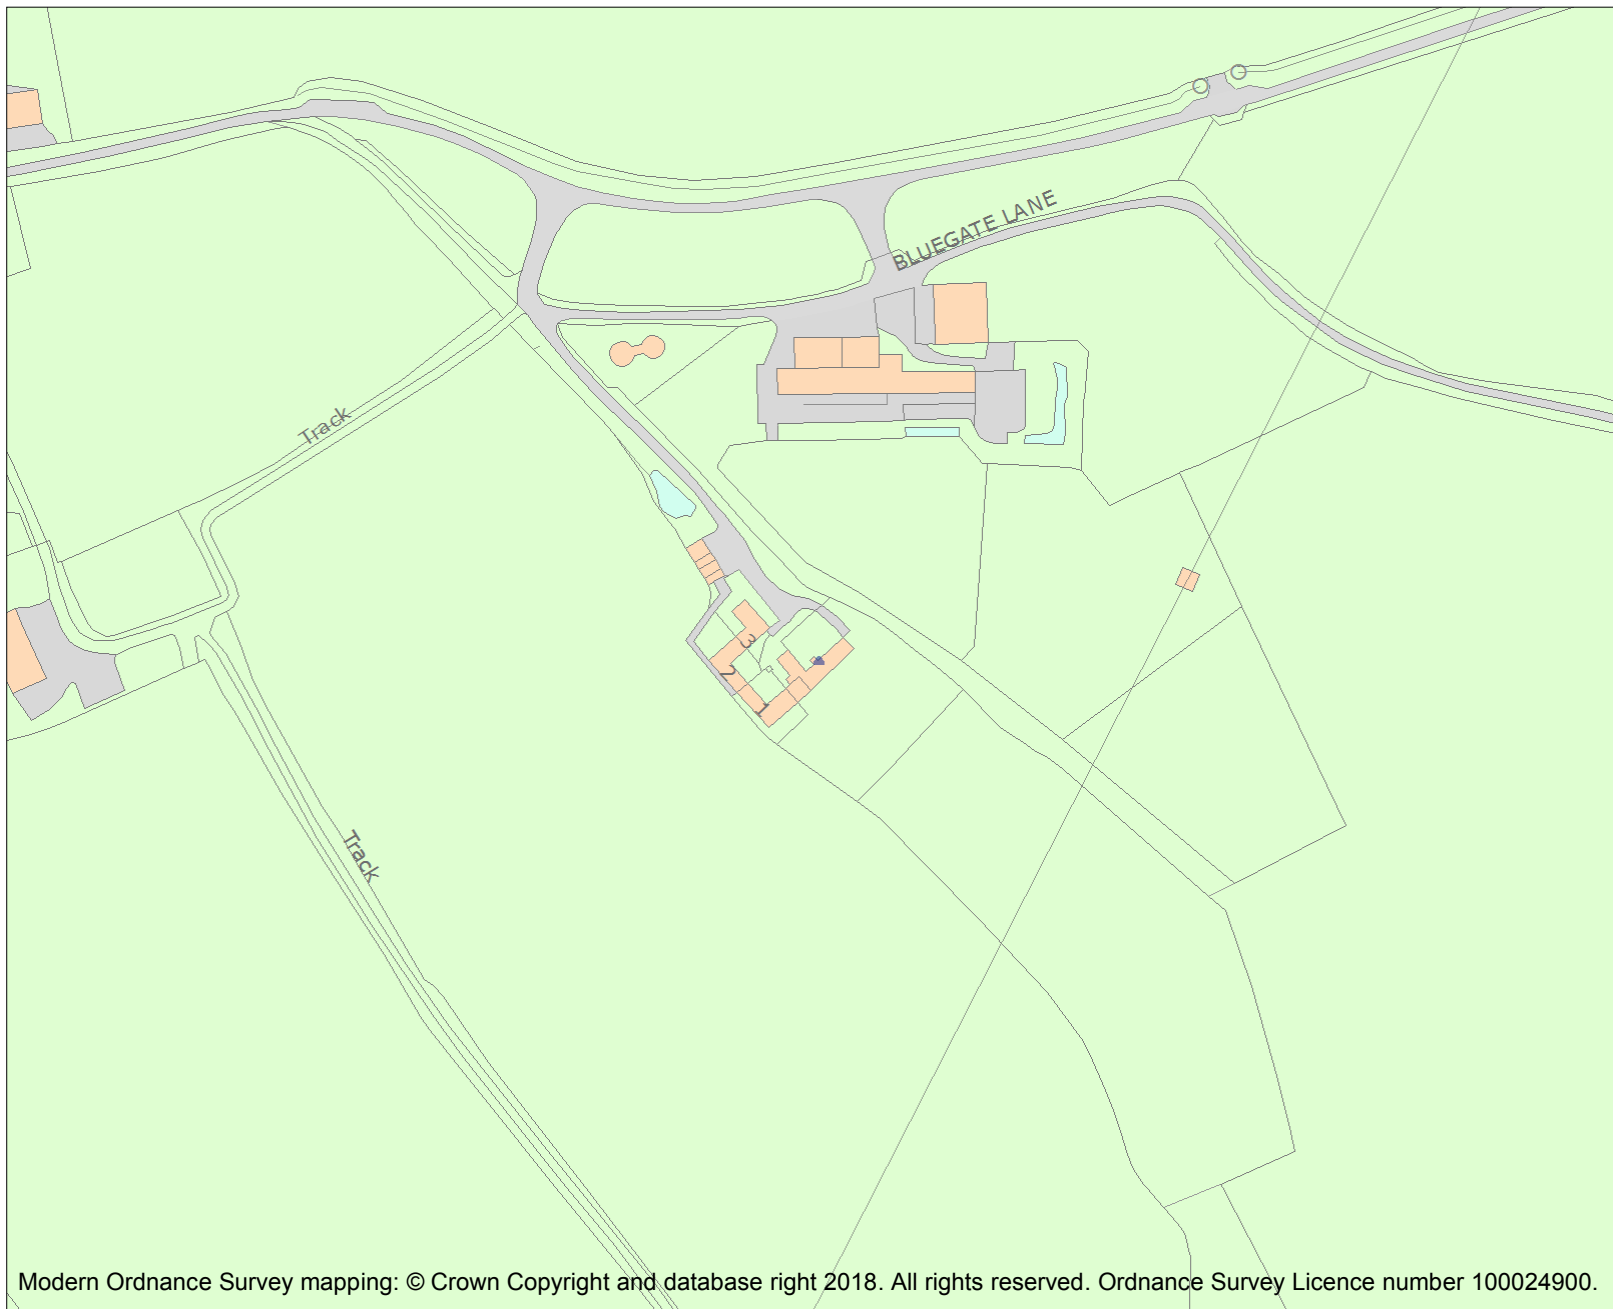 BLUEGATE LANE
Track
3
2
1
Track
Modern Ordnance Survey mapping: © Crown Copyright and database right 2018. All rights reserved. Ordnance Survey Licence number 100024900.